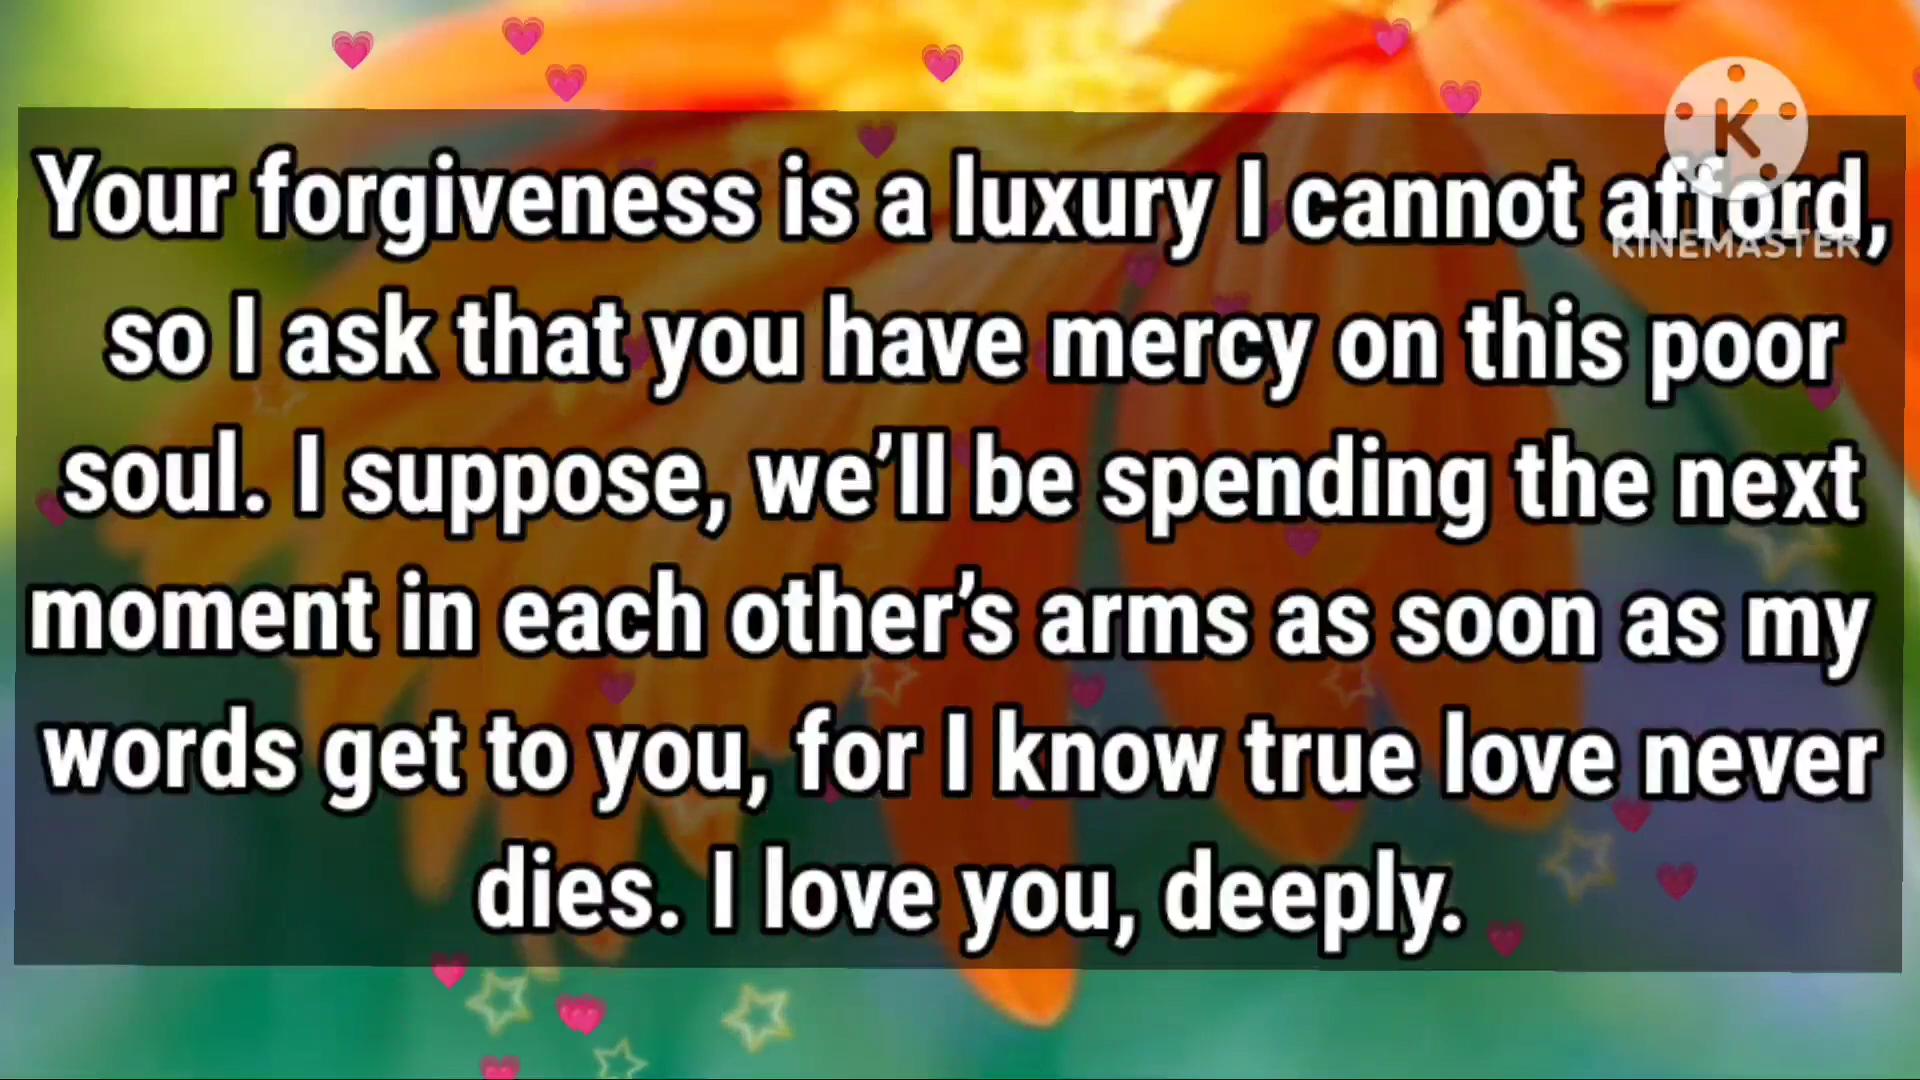 Your forgiveness is a luxury I cannot afford,
KINEMASTER
so I ask that you have mercy on this poor
soul. I suppose, we’ll be spending the next
moment in each other’s arms as soon as my
words get to you, for I know true love never
dies. I love you, deeply.